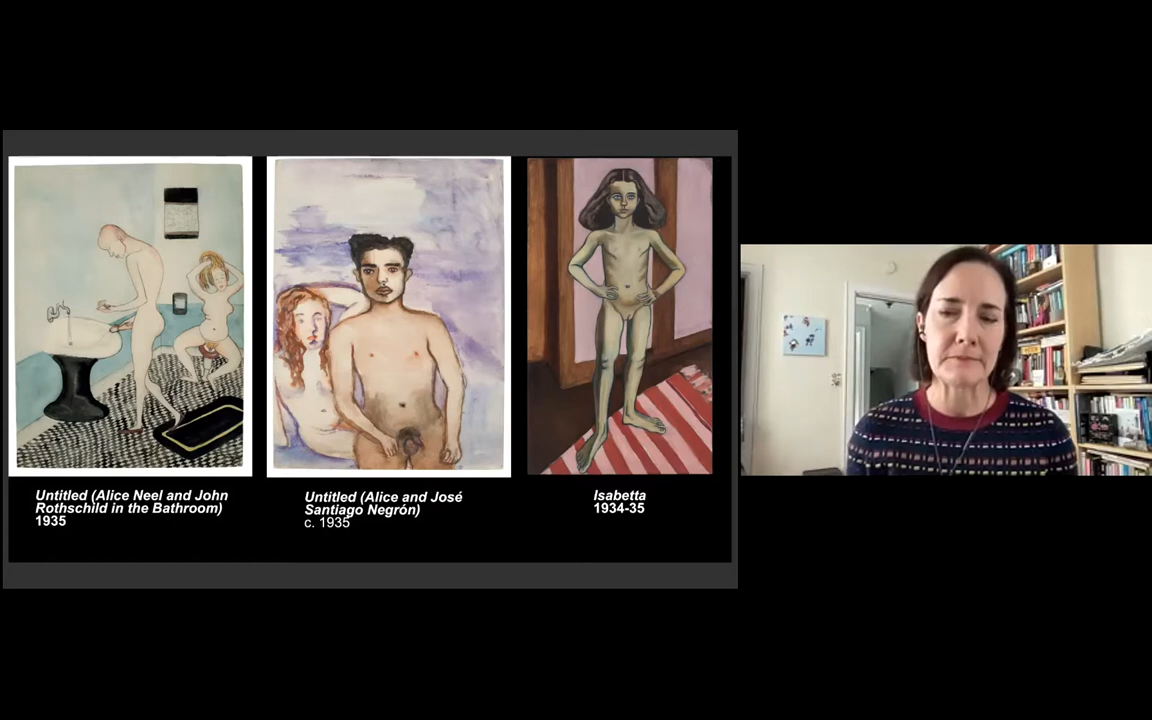 Untitled (Alice Neel and John
Rothschild in the Bathroom)
1935
Untitled (Alice and José
Santiago Negrón)
c. 1935
Isabetta
1934-35